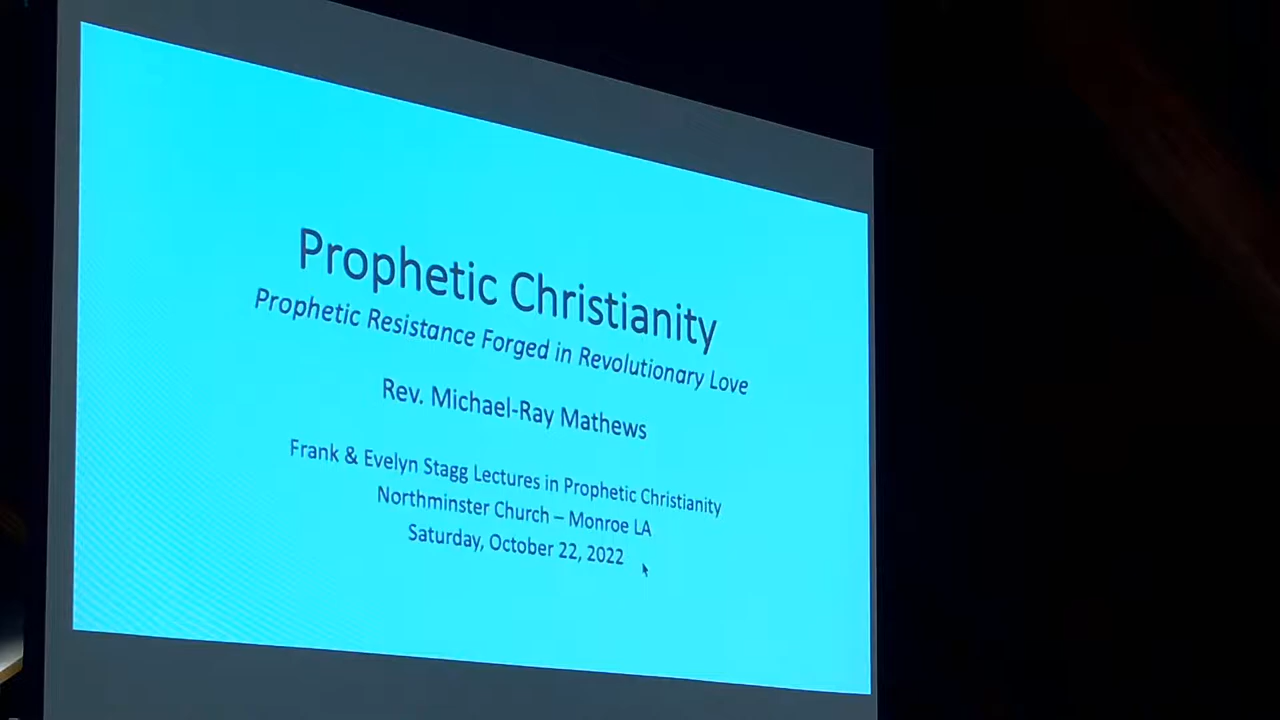 Prophetic Christianity
Prophetic Resistance Forged in Revolutionary Love
Rev. Michael-Ray Mathews
Frank & Evelyn Stagg Lectures in Prophetic Christianity
Northminster Church – Monroe LA
Saturday, October 22, 2022